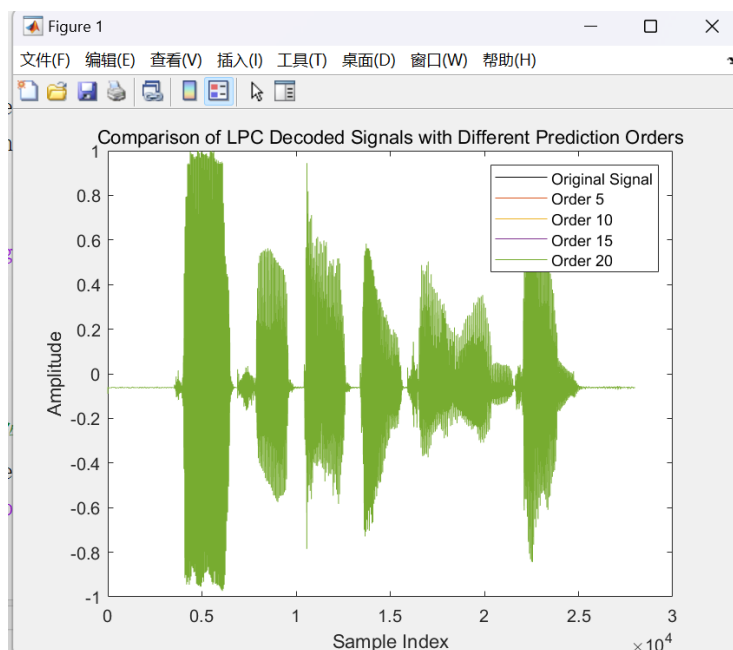 Figure 1
文件(F) 编辑(E) 查看(V) 插入(I) 工具(T) 桌面(D) 窗口(W) 帮助(H)
Comparison of LPC Decoded Signals with Different Prediction Orders
Original Signal
Order 5
Order 10
Order 15
Order 20
1
0.8
0.6
0.4
0.2
0
-0.2
-0.4
-0.6
-0.8
-1
Amplitude
0 0.5 1 1.5 2 2.5 3
×10⁴
Sample Index